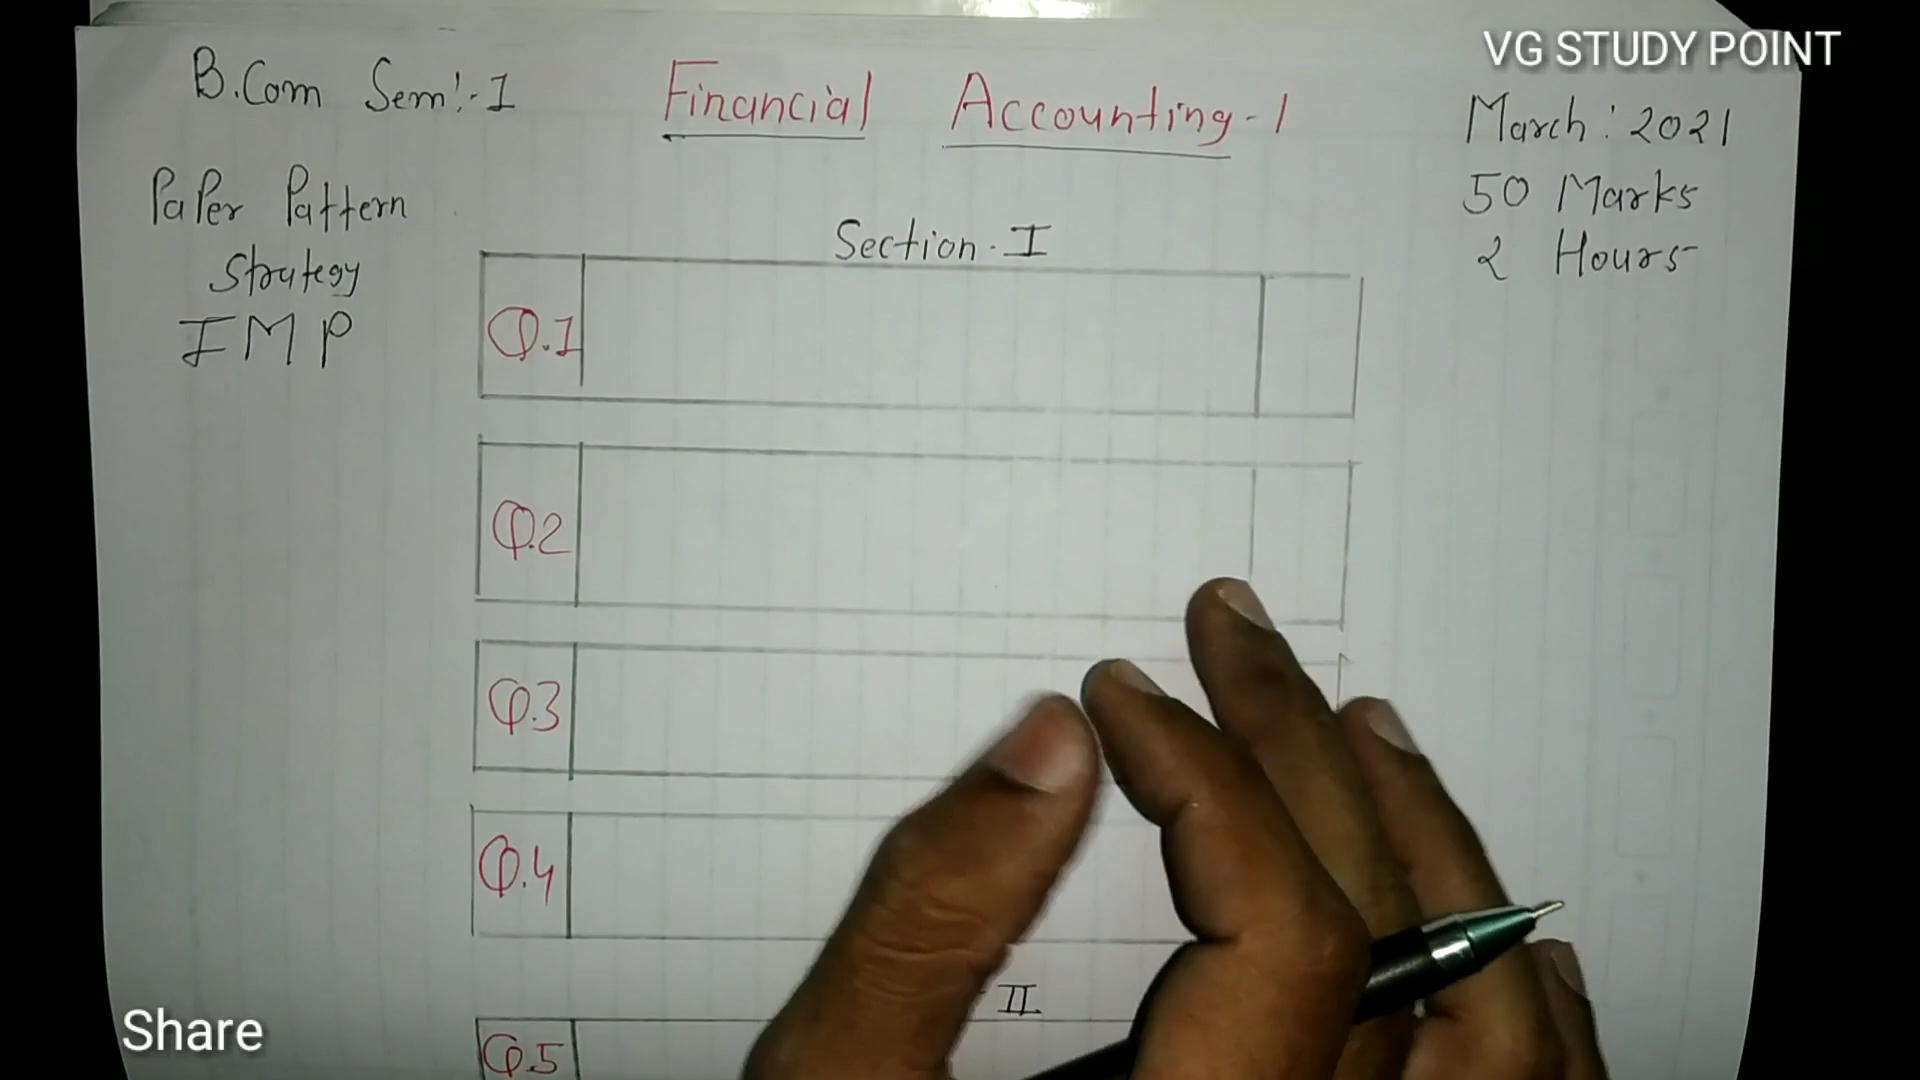 VG STUDY POINT
B.Com Sem:-I
Financial Accounting-1
March: 2021
50 Marks
2 Hours
Paper Pattern
Strategy
IMP
Section-I
Q.1
Q.2
Q.3
Q.4
II
Q.5
Share